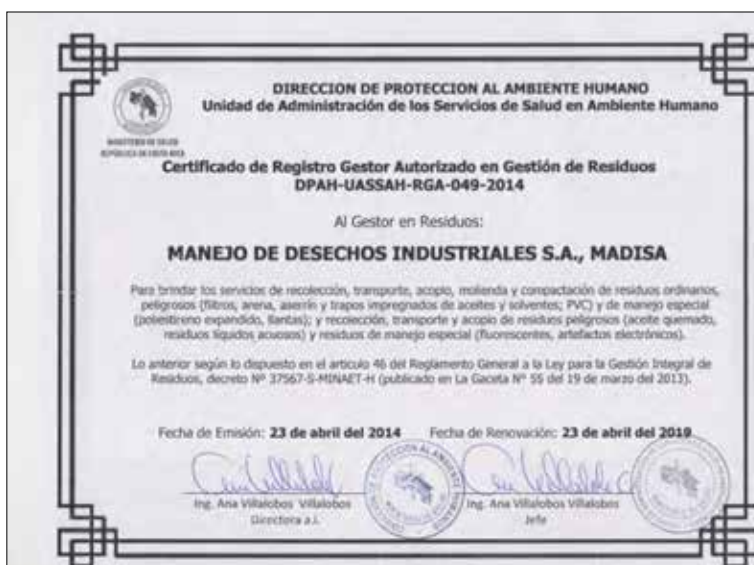 DIRECCION DE PROTECCION AL AMBIENTE HUMANO
Unidad de Administración de los Servicios de Salud en Ambiente Humano
MINISTERIO DE SALUD
REPÚBLICA DE COSTA RICA
Certificado de Registro Gestor Autorizado en Gestión de Residuos
DPAH-UASSAH-RGA-049-2014
Al Gestor en Residuos:
MANEJO DE DESECHOS INDUSTRIALES S.A., MADISA
Para brindar los servicios de recolección, transporte, acopio, molienda y compactación de residuos ordinarios,
peligrosos (filtros, arena, aserrín y trapos impregnados de aceites y solventes; PVC) y de manejo especial
(poliestireno expandido, llantas); y recolección, transporte y acopio de residuos peligrosos (aceite quemado,
residuos líquidos acuosos) y residuos de manejo especial (fluorescentes, artefactos electrónicos).
Lo anterior según lo dispuesto en el artículo 46 del Reglamento General a la Ley para la Gestión Integral de
Residuos, decreto Nº 37567-S-MINAET-H (publicado en La Gaceta Nº 55 del 19 de marzo del 2013).
Fecha de Emisión: 23 de abril del 2014 Fecha de Renovación: 23 de abril del 2019
Ing. Ana Villalobos Villalobos
Directora a.i.
Ing. Ana Villalobos Villalobos
Jefe